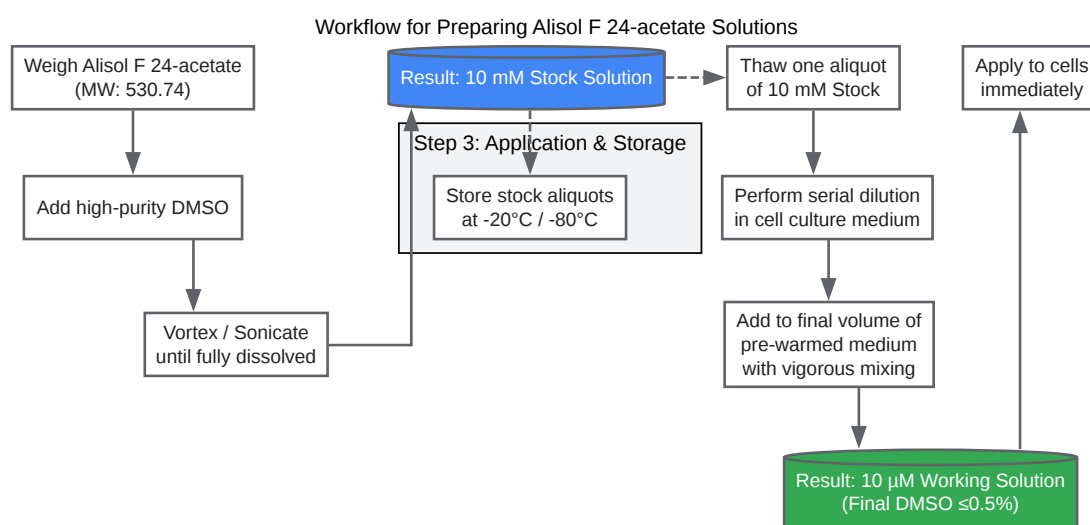 Workflow for Preparing Alisol F 24-acetate Solutions
Weigh Alisol F 24-acetate
(MW: 530.74)
Add high-purity DMSO
Vortex / Sonicate
until fully dissolved
Result: 10 mM Stock Solution
Step 3: Application & Storage
Store stock aliquots
at -20°C / -80°C
Thaw one aliquot
of 10 mM Stock
Perform serial dilution
in cell culture medium
Add to final volume of
pre-warmed medium
with vigorous mixing
Result: 10 µM Working Solution
(Final DMSO ≤0.5%)
Apply to cells
immediately